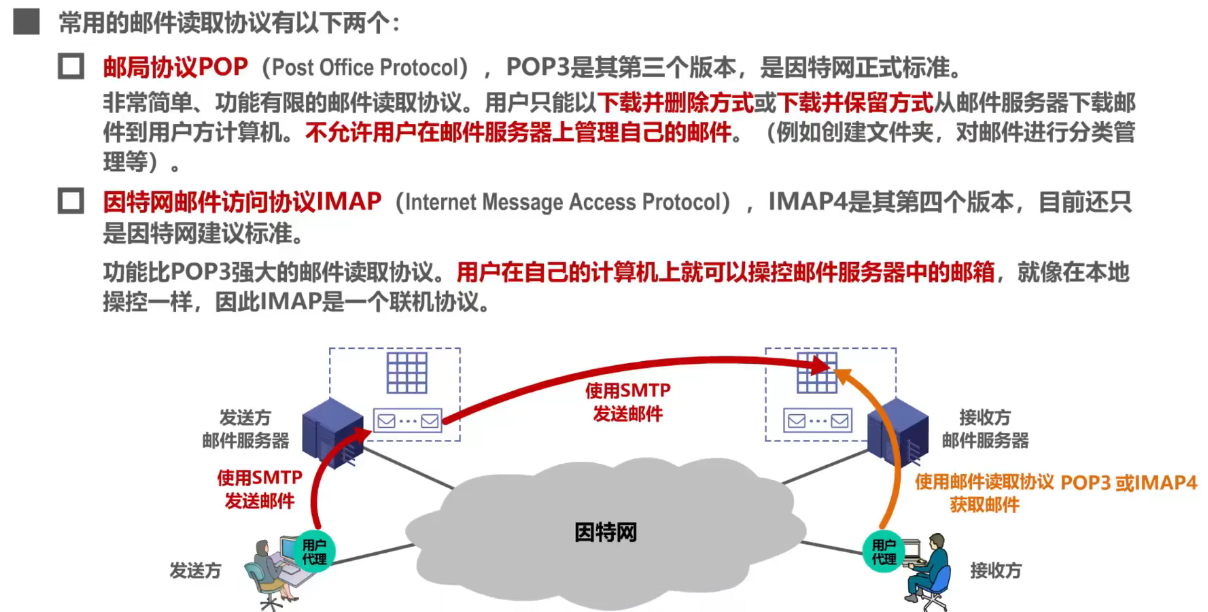 常用的邮件读取协议有以下两个：
邮局协议POP（Post Office Protocol），POP3是其第三个版本，是因特网正式标准。
非常简单、功能有限的邮件读取协议。用户只能以下载并删除方式或下载并保留方式从邮件服务器下载邮
件到用户方计算机。不允许用户在邮件服务器上管理自己的邮件。（例如创建文件夹，对邮件进行分类管
理等）。
因特网邮件访问协议IMAP（Internet Message Access Protocol），IMAP4是其第四个版本，目前还只
是因特网建议标准。
功能比POP3强大的邮件读取协议。用户在自己的计算机上就可以操控邮件服务器中的邮箱，就像在本地
操控一样，因此IMAP是一个联机协议。
使用SMTP
发送邮件
发送方
邮件服务器
接收方
邮件服务器
使用SMTP
发送邮件
使用邮件读取协议 POP3 或IMAP4
获取邮件
因特网
用户
代理
用户
代理
发送方
接收方